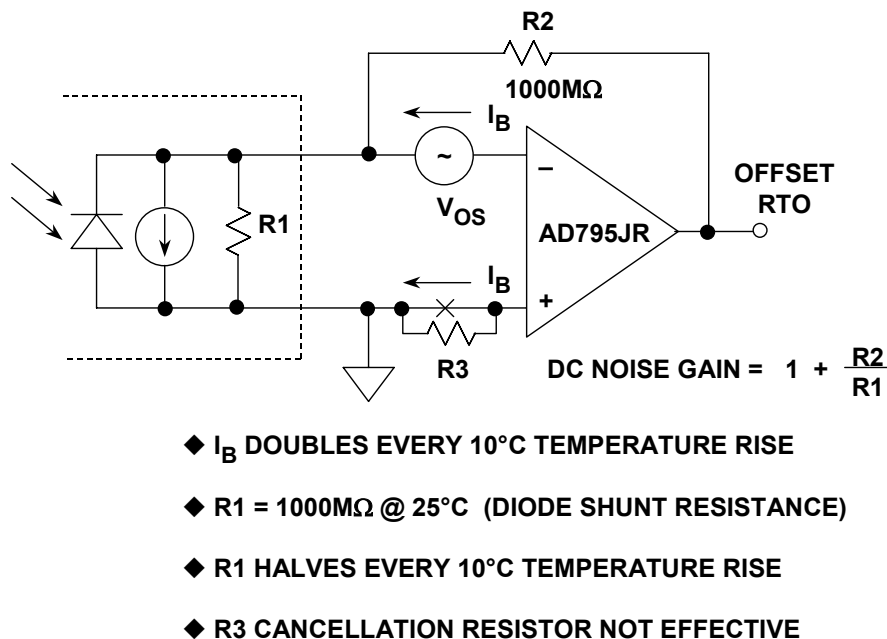 R2
1000MΩ
I_B
~
V_OS
R1
−
AD795JR
OFFSET
RTO
I_B
+
R3
DC NOISE GAIN = 1 + R2
R1
◆ I_B DOUBLES EVERY 10°C TEMPERATURE RISE
◆ R1 = 1000MΩ @ 25°C (DIODE SHUNT RESISTANCE)
◆ R1 HALVES EVERY 10°C TEMPERATURE RISE
◆ R3 CANCELLATION RESISTOR NOT EFFECTIVE